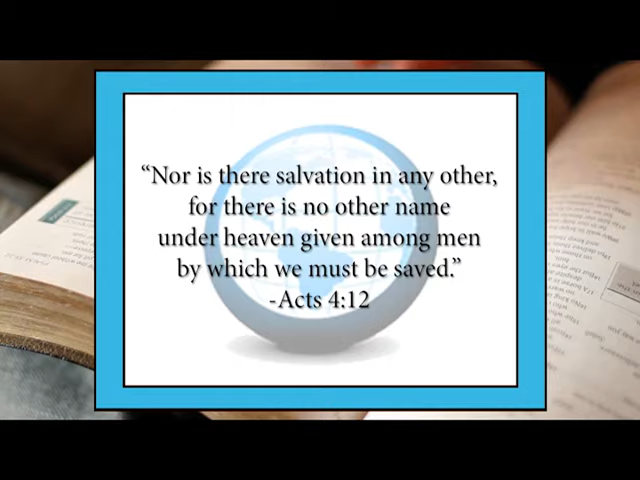 “Nor is there salvation in any other,
for there is no other name
under heaven given among men
by which we must be saved.”
-Acts 4:12